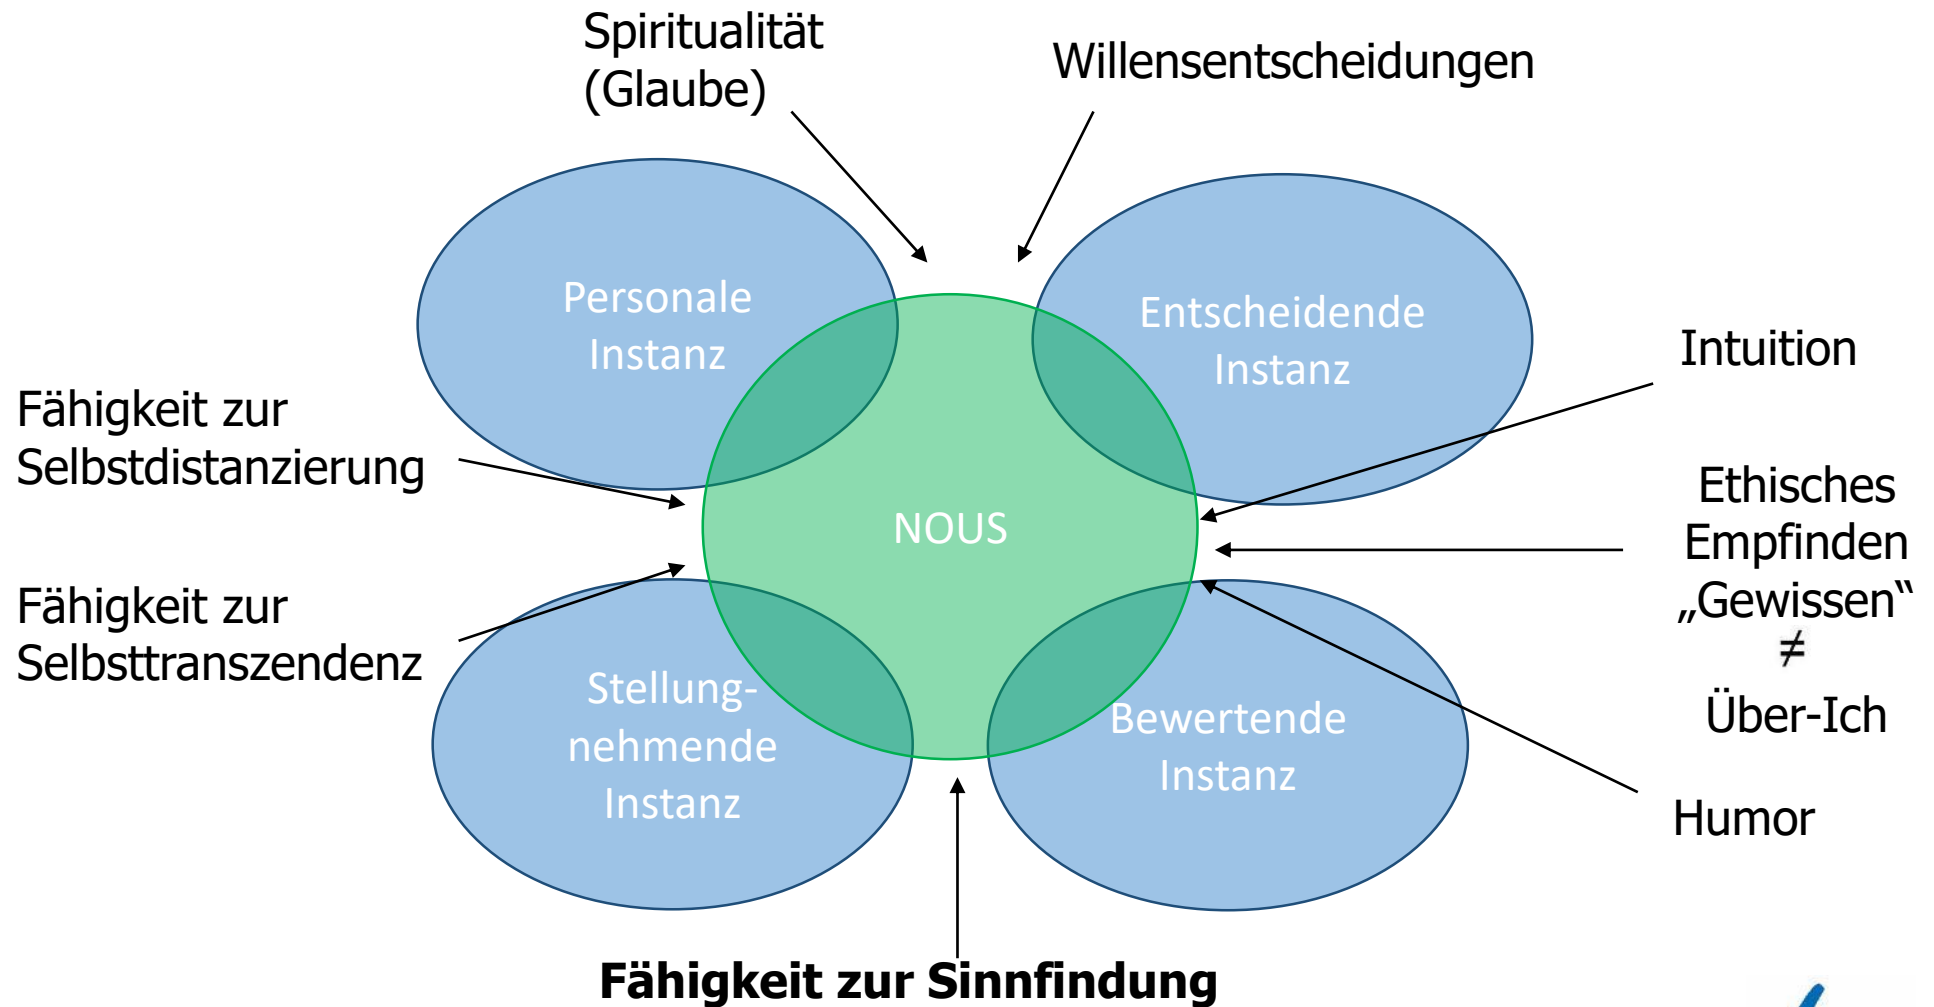 Spiritualität
(Glaube)
Willensentscheidungen
Personale
Instanz
Entscheidende
Instanz
Intuition
Fähigkeit zur
Selbstdistanzierung
NOUS
Ethisches
Empfinden
„Gewissen“
≠
Über-Ich
Fähigkeit zur
Selbsttranszendenz
Stellung-
nehmende
Instanz
Bewertende
Instanz
Humor
Fähigkeit zur Sinnfindung